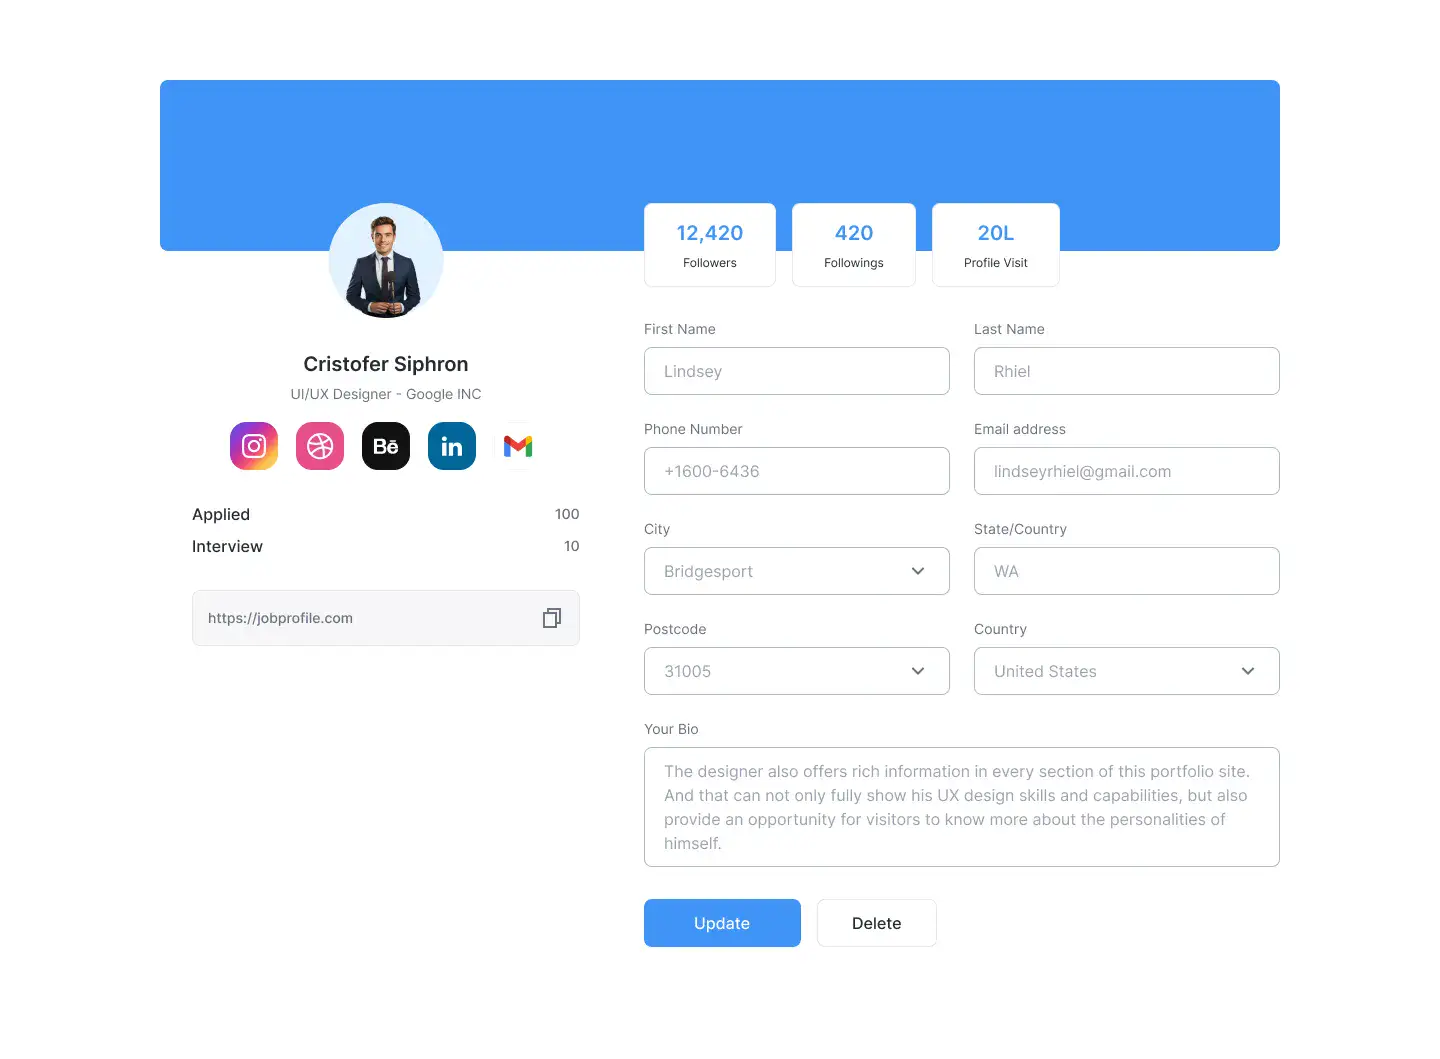 12,420
Followers
420
Followings
20L
Profile Visit
Cristofer Siphron
UI/UX Designer - Google INC
Bē
in
Applied 100
Interview 10
https://jobprofile.com
First Name
Lindsey
Last Name
Rhiel
Phone Number
+1600-6436
Email address
lindseyrhiel@gmail.com
City
Bridgesport
State/Country
WA
Postcode
31005
Country
United States
Your Bio
The designer also offers rich information in every section of this portfolio site.
And that can not only fully show his UX design skills and capabilities, but also
provide an opportunity for visitors to know more about the personalities of
himself.
Update
Delete